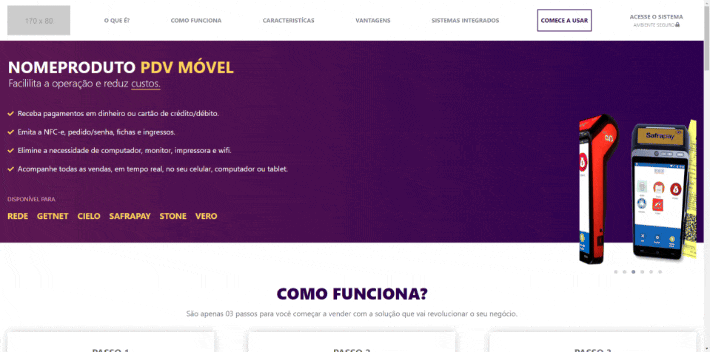 170 x 80
O QUE É?
COMO FUNCIONA
CARACTERISTÍCAS
VANTAGENS
SISTEMAS INTEGRADOS
COMECE A USAR
ACESSE O SISTEMA
AMBIENTE SEGURO
NOMEPRODUTO PDV MÓVEL
Facillita a operação e reduz custos.
Receba pagamentos em dinheiro ou cartão de crédito/débito.
Emita a NFC-e, pedido/senha, fichas e ingressos.
Elimine a necessidade de computador, monitor, impressora e wifi.
Acompanhe todas as vendas, em tempo real, no seu celular, computador ou tablet.
DISPONÍVEL PARA
REDE GETNET CIELO SAFRAPAY STONE VERO
Safrapay
COMO FUNCIONA?
São apenas 03 passos para você começar a vender com a solução que vai revolucionar o seu negócio.
PASSO 1
PASSO 2
PASSO 3